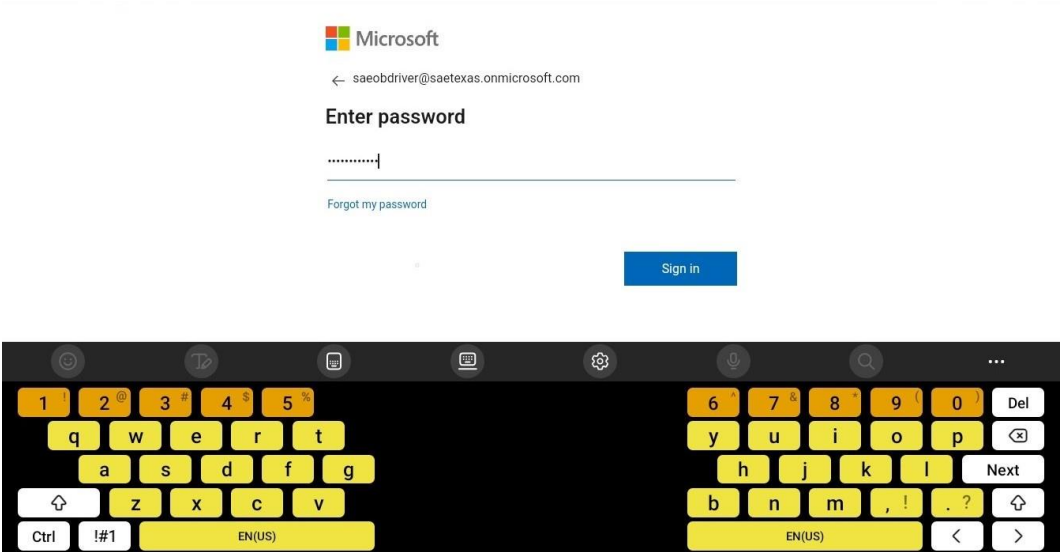 Microsoft
← saeobdriver@saetexas.onmicrosoft.com
Enter password
••••••••••••
Forgot my password
Sign in
1 ! 2 @ 3 # 4 $ 5 % 6 ^ 7 & 8 * 9 ( 0 ) Del
q w e r t y u i o p
a s d f g h j k l Next
z x c v b n m , ! . ?
Ctrl !#1 EN(US) EN(US) < >